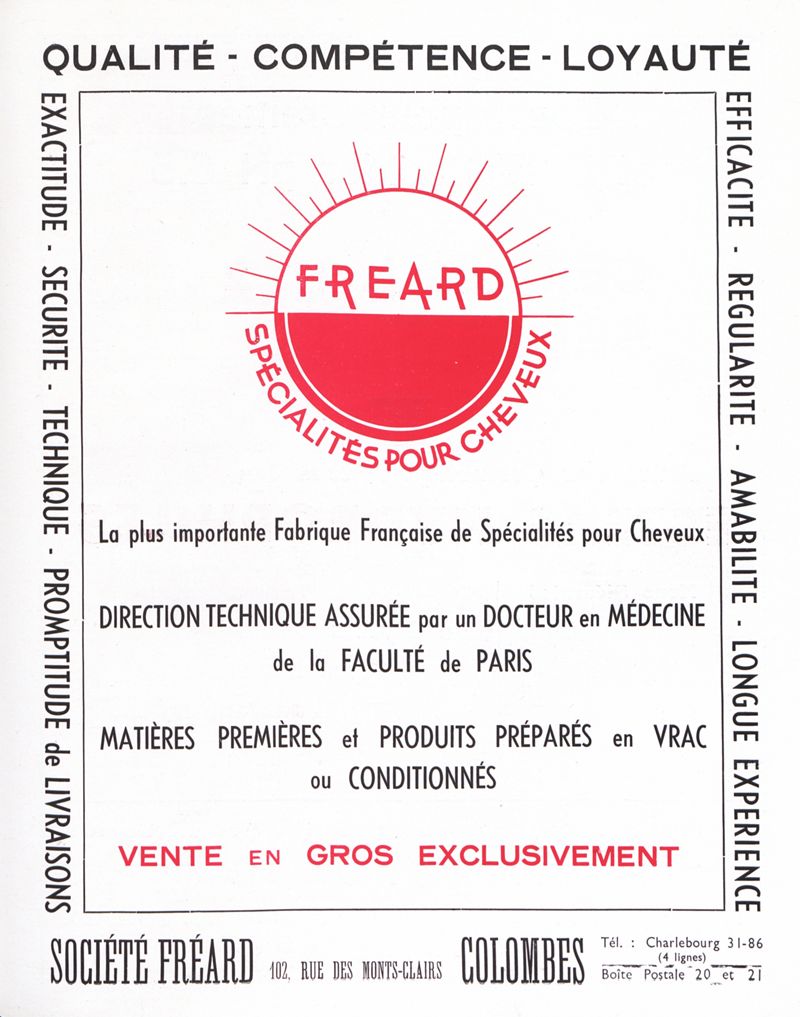 QUALITÉ - COMPÉTENCE - LOYAUTÉ
EXACTITUDE - SECURITE - TECHNIQUE - PROMPTITUDE de LIVRAISONS
EFFICACITE - REGULARITE - AMABILITE - LONGUE EXPERIENCE
FREARD
SPÉCIALITÉS POUR CHEVEUX
La plus importante Fabrique Française de Spécialités pour Cheveux
DIRECTION TECHNIQUE ASSURÉE par un DOCTEUR en MÉDECINE
de la FACULTÉ de PARIS
MATIÈRES PREMIÈRES et PRODUITS PRÉPARÉS en VRAC
ou CONDITIONNÉS
VENTE EN GROS EXCLUSIVEMENT
SOCIÉTÉ FRÉARD 102, RUE DES MONTS-CLAIRS COLOMBES
Tél. : Charlebourg 31-86
(4 lignes)
Boîte Postale 20 et 21